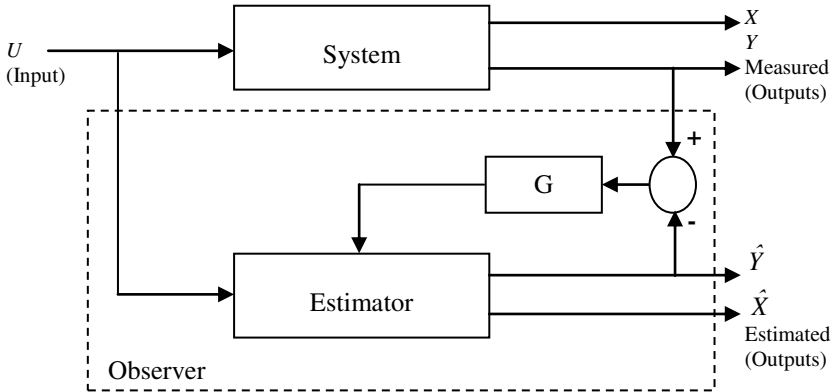 X
U
(Input)
System
Y
Measured
(Outputs)
+
G
-
Ŷ
Estimator
X̂
Estimated
(Outputs)
Observer